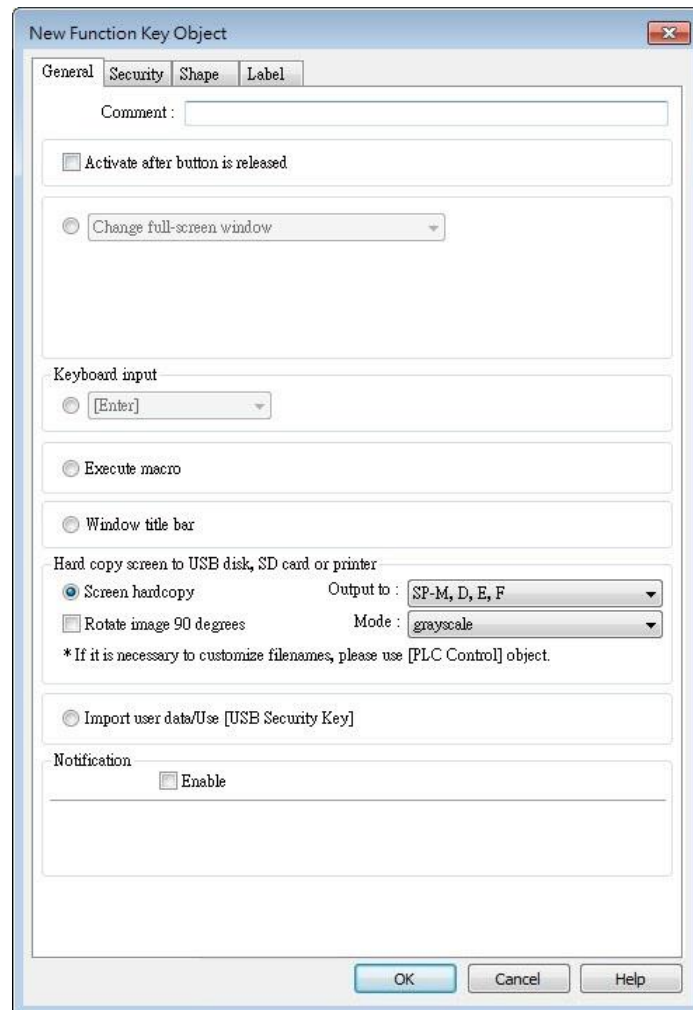 New Function Key Object
General Security Shape Label
Comment :
Activate after button is released
Change full-screen window
Keyboard input
[Enter]
Execute macro
Window title bar
Hard copy screen to USB disk, SD card or printer
Screen hardcopy Output to : SP-M, D, E, F
Rotate image 90 degrees Mode : grayscale
* If it is necessary to customize filenames, please use [PLC Control] object.
Import user data/Use [USB Security Key]
Notification
Enable
OK Cancel Help